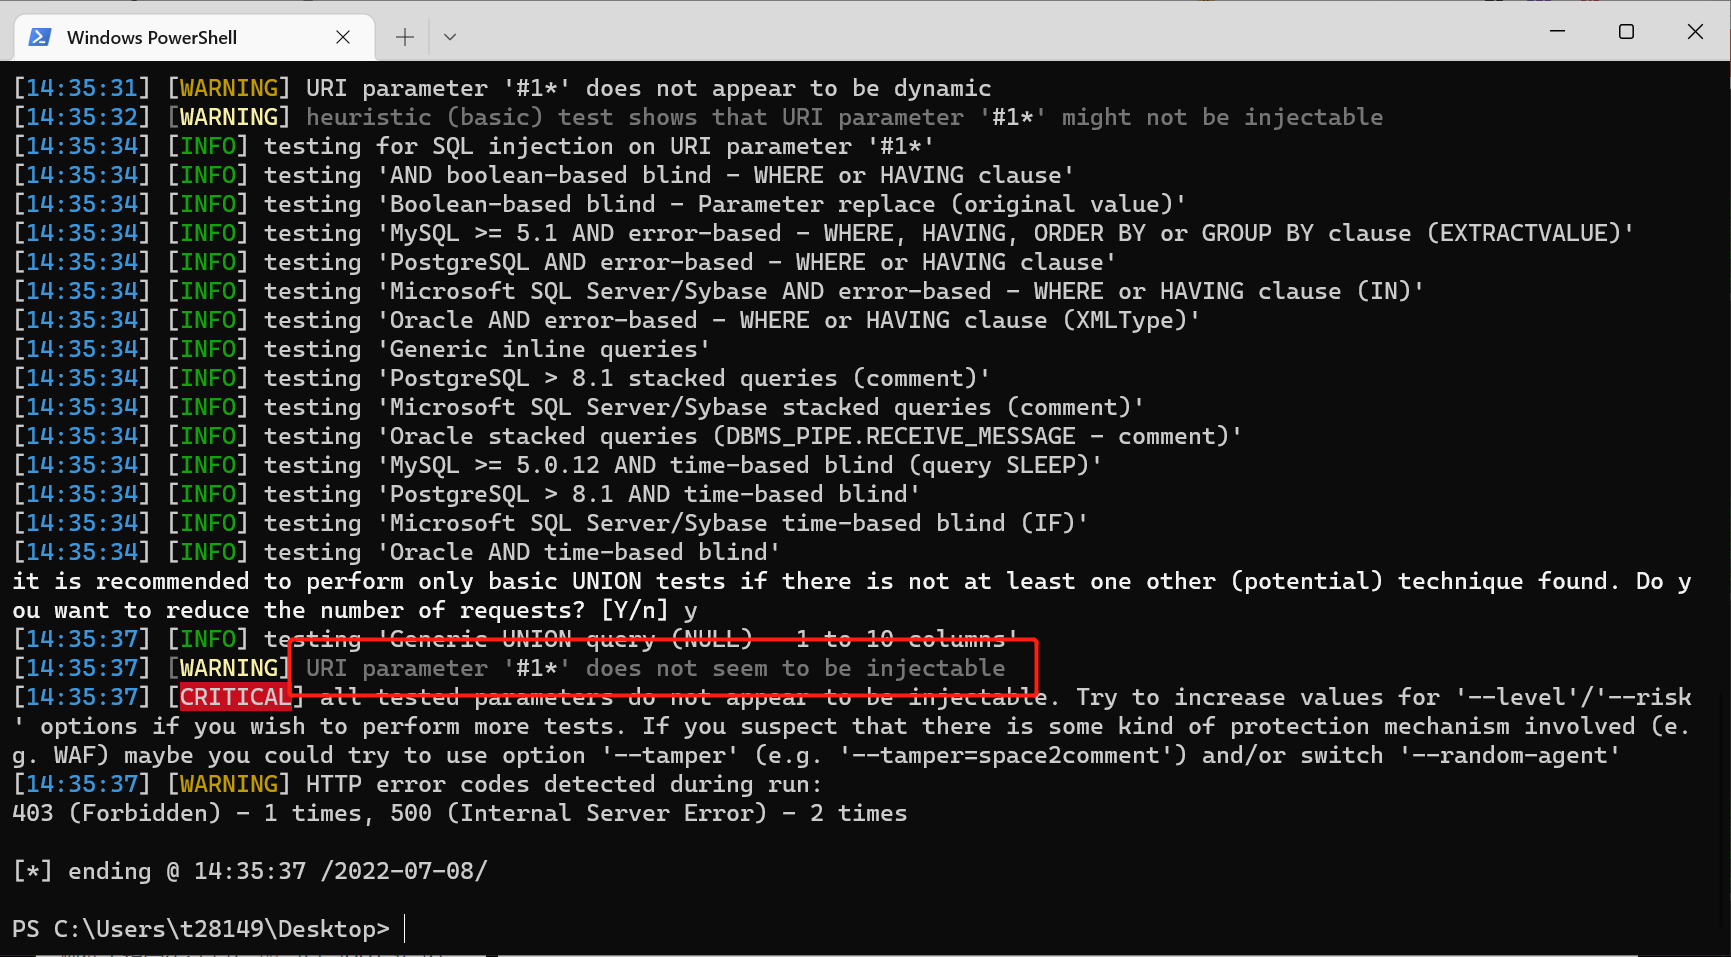 Windows PowerShell
[14:35:31] [WARNING] URI parameter '#1*' does not appear to be dynamic
[14:35:32] [WARNING] heuristic (basic) test shows that URI parameter '#1*' might not be injectable
[14:35:34] [INFO] testing for SQL injection on URI parameter '#1*'
[14:35:34] [INFO] testing 'AND boolean-based blind - WHERE or HAVING clause'
[14:35:34] [INFO] testing 'Boolean-based blind - Parameter replace (original value)'
[14:35:34] [INFO] testing 'MySQL >= 5.1 AND error-based - WHERE, HAVING, ORDER BY or GROUP BY clause (EXTRACTVALUE)'
[14:35:34] [INFO] testing 'PostgreSQL AND error-based - WHERE or HAVING clause'
[14:35:34] [INFO] testing 'Microsoft SQL Server/Sybase AND error-based - WHERE or HAVING clause (IN)'
[14:35:34] [INFO] testing 'Oracle AND error-based - WHERE or HAVING clause (XMLType)'
[14:35:34] [INFO] testing 'Generic inline queries'
[14:35:34] [INFO] testing 'PostgreSQL > 8.1 stacked queries (comment)'
[14:35:34] [INFO] testing 'Microsoft SQL Server/Sybase stacked queries (comment)'
[14:35:34] [INFO] testing 'Oracle stacked queries (DBMS_PIPE.RECEIVE_MESSAGE - comment)'
[14:35:34] [INFO] testing 'MySQL >= 5.0.12 AND time-based blind (query SLEEP)'
[14:35:34] [INFO] testing 'PostgreSQL > 8.1 AND time-based blind'
[14:35:34] [INFO] testing 'Microsoft SQL Server/Sybase time-based blind (IF)'
[14:35:34] [INFO] testing 'Oracle AND time-based blind'
it is recommended to perform only basic UNION tests if there is not at least one other (potential) technique found. Do y
ou want to reduce the number of requests? [Y/n] y
[14:35:37] [INFO] testing 'Generic UNION query (NULL) - 1 to 10 columns'
[14:35:37] [WARNING] URI parameter '#1*' does not seem to be injectable
[14:35:37] [CRITICAL] all tested parameters do not appear to be injectable. Try to increase values for '--level'/'--risk
' options if you wish to perform more tests. If you suspect that there is some kind of protection mechanism involved (e.
g. WAF) maybe you could try to use option '--tamper' (e.g. '--tamper=space2comment') and/or switch '--random-agent'
[14:35:37] [WARNING] HTTP error codes detected during run:
403 (Forbidden) - 1 times, 500 (Internal Server Error) - 2 times
[*] ending @ 14:35:37 /2022-07-08/
PS C:\Users\t28149\Desktop>